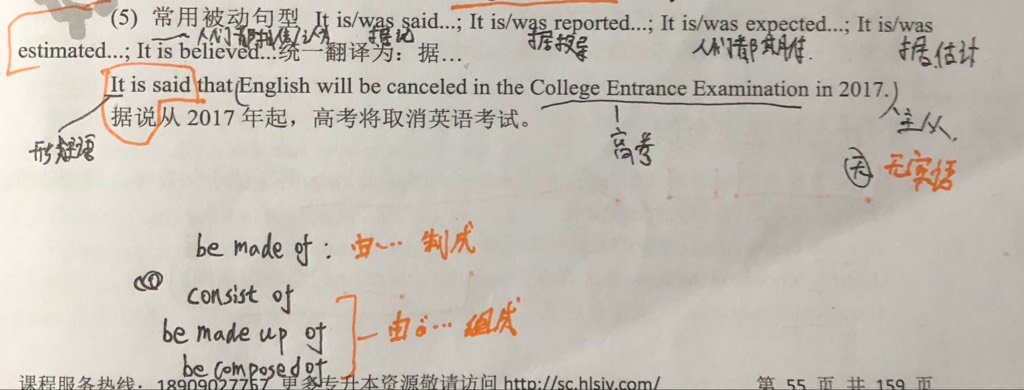 (5) 常用被动句型 It is/was said...; It is/was reported...; It is/was expected...; It is/was
人们都相信/认为 据说 据报导 人们都期待 据估计
estimated...; It is believed...统一翻译为：据...
It is said that English will be canceled in the College Entrance Examination in 2017.
据说从 2017 年起，高考将取消英语考试。
形短语 高考 主从
无宾语
be made of : 由… 制成
consist of
be made up of 由… 组成
be composed of
课程服务热线：18909027757 更多专升本资源敬请访问 http://sc.hlsiv.com/ 第 55 页 共 159 页